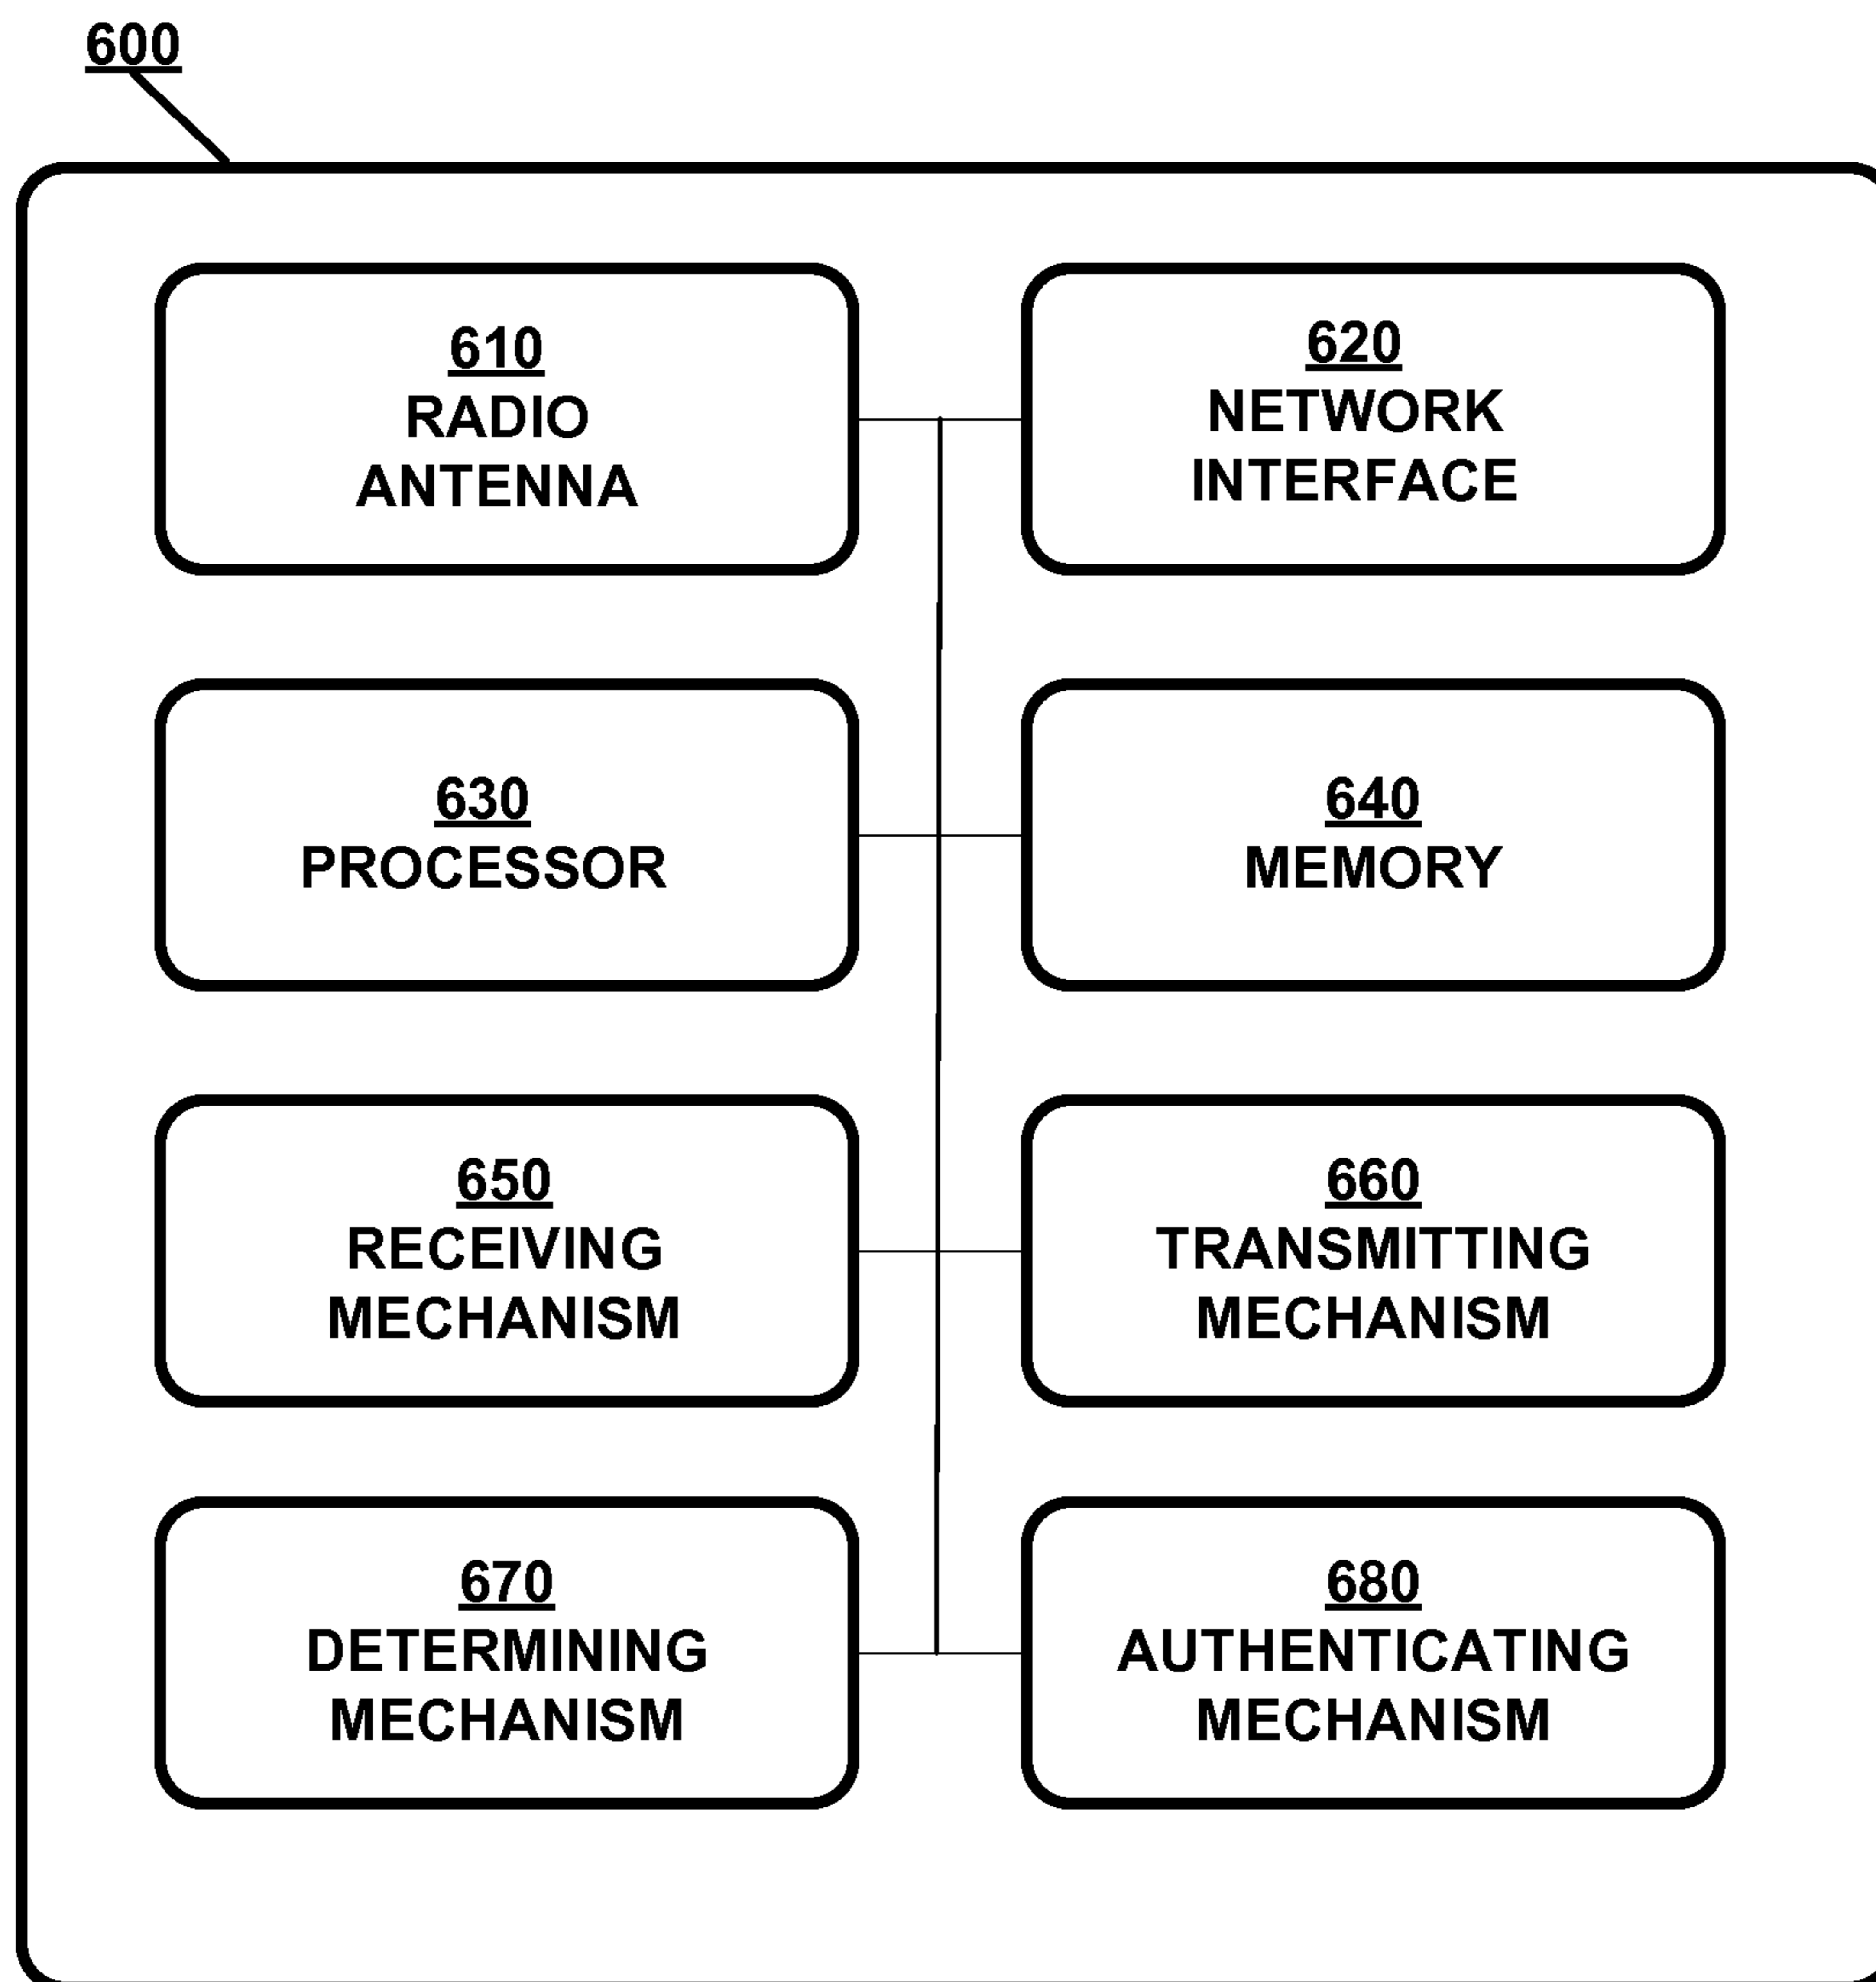 600
610
RADIO
ANTENNA
620
NETWORK
INTERFACE
630
PROCESSOR
640
MEMORY
650
RECEIVING
MECHANISM
660
TRANSMITTING
MECHANISM
670
DETERMINING
MECHANISM
680
AUTHENTICATING
MECHANISM